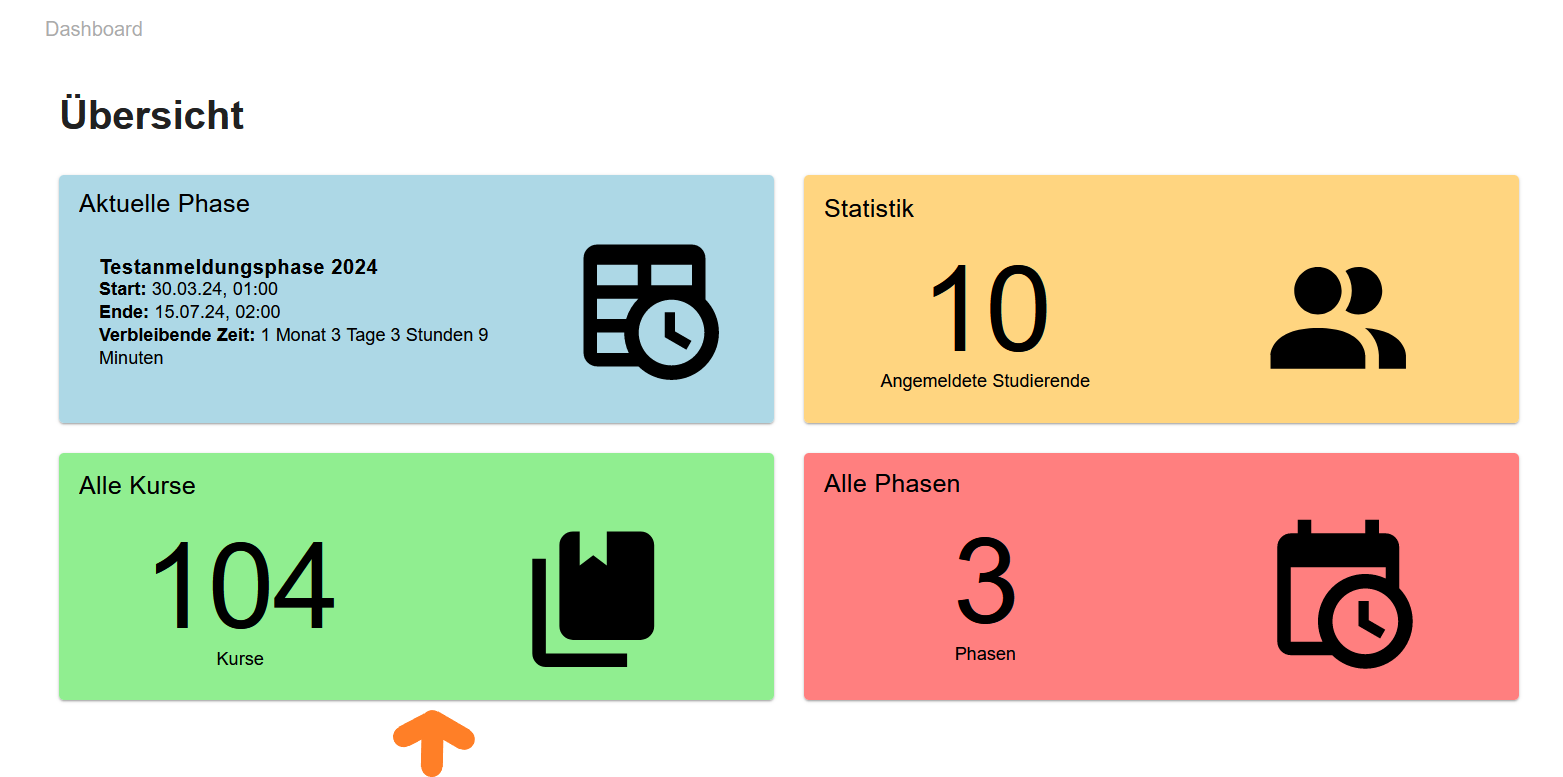 Dashboard
Übersicht
Aktuelle Phase
Testanmeldungsphase 2024
Start: 30.03.24, 01:00
Ende: 15.07.24, 02:00
Verbleibende Zeit: 1 Monat 3 Tage 3 Stunden 9
Minuten
Statistik
10
Angemeldete Studierende
Alle Kurse
104
Kurse
Alle Phasen
3
Phasen